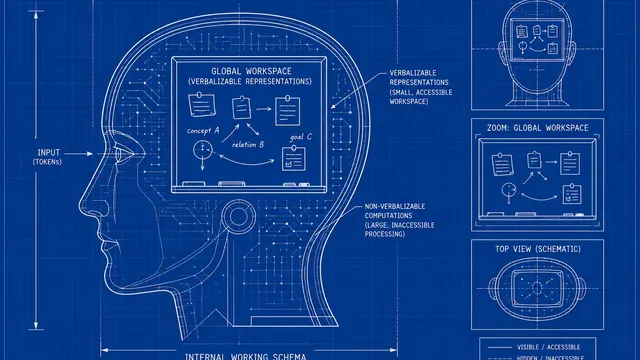 GLOBAL WORKSPACE
(VERBALIZABLE REPRESENTATIONS)
concept A
relation B
goal C
INPUT
(TOKENs)
VERBALIZABLE
REPRESENTATIONS
(SMALL, ACCESSIBLE
WORKSPACE)
NON-VERBALIZABLE
COMPUTATIONS
(LARGE, INACCESSIBLE
PROCESSING)
INTERNAL WORKING SCHEMA
ZOOM: GLOBAL WORKSPACE
TOP VIEW (SCHEMATIC)
VISIBLE / ACCESSIBLE
HIDDEN / INACCESSIBLE